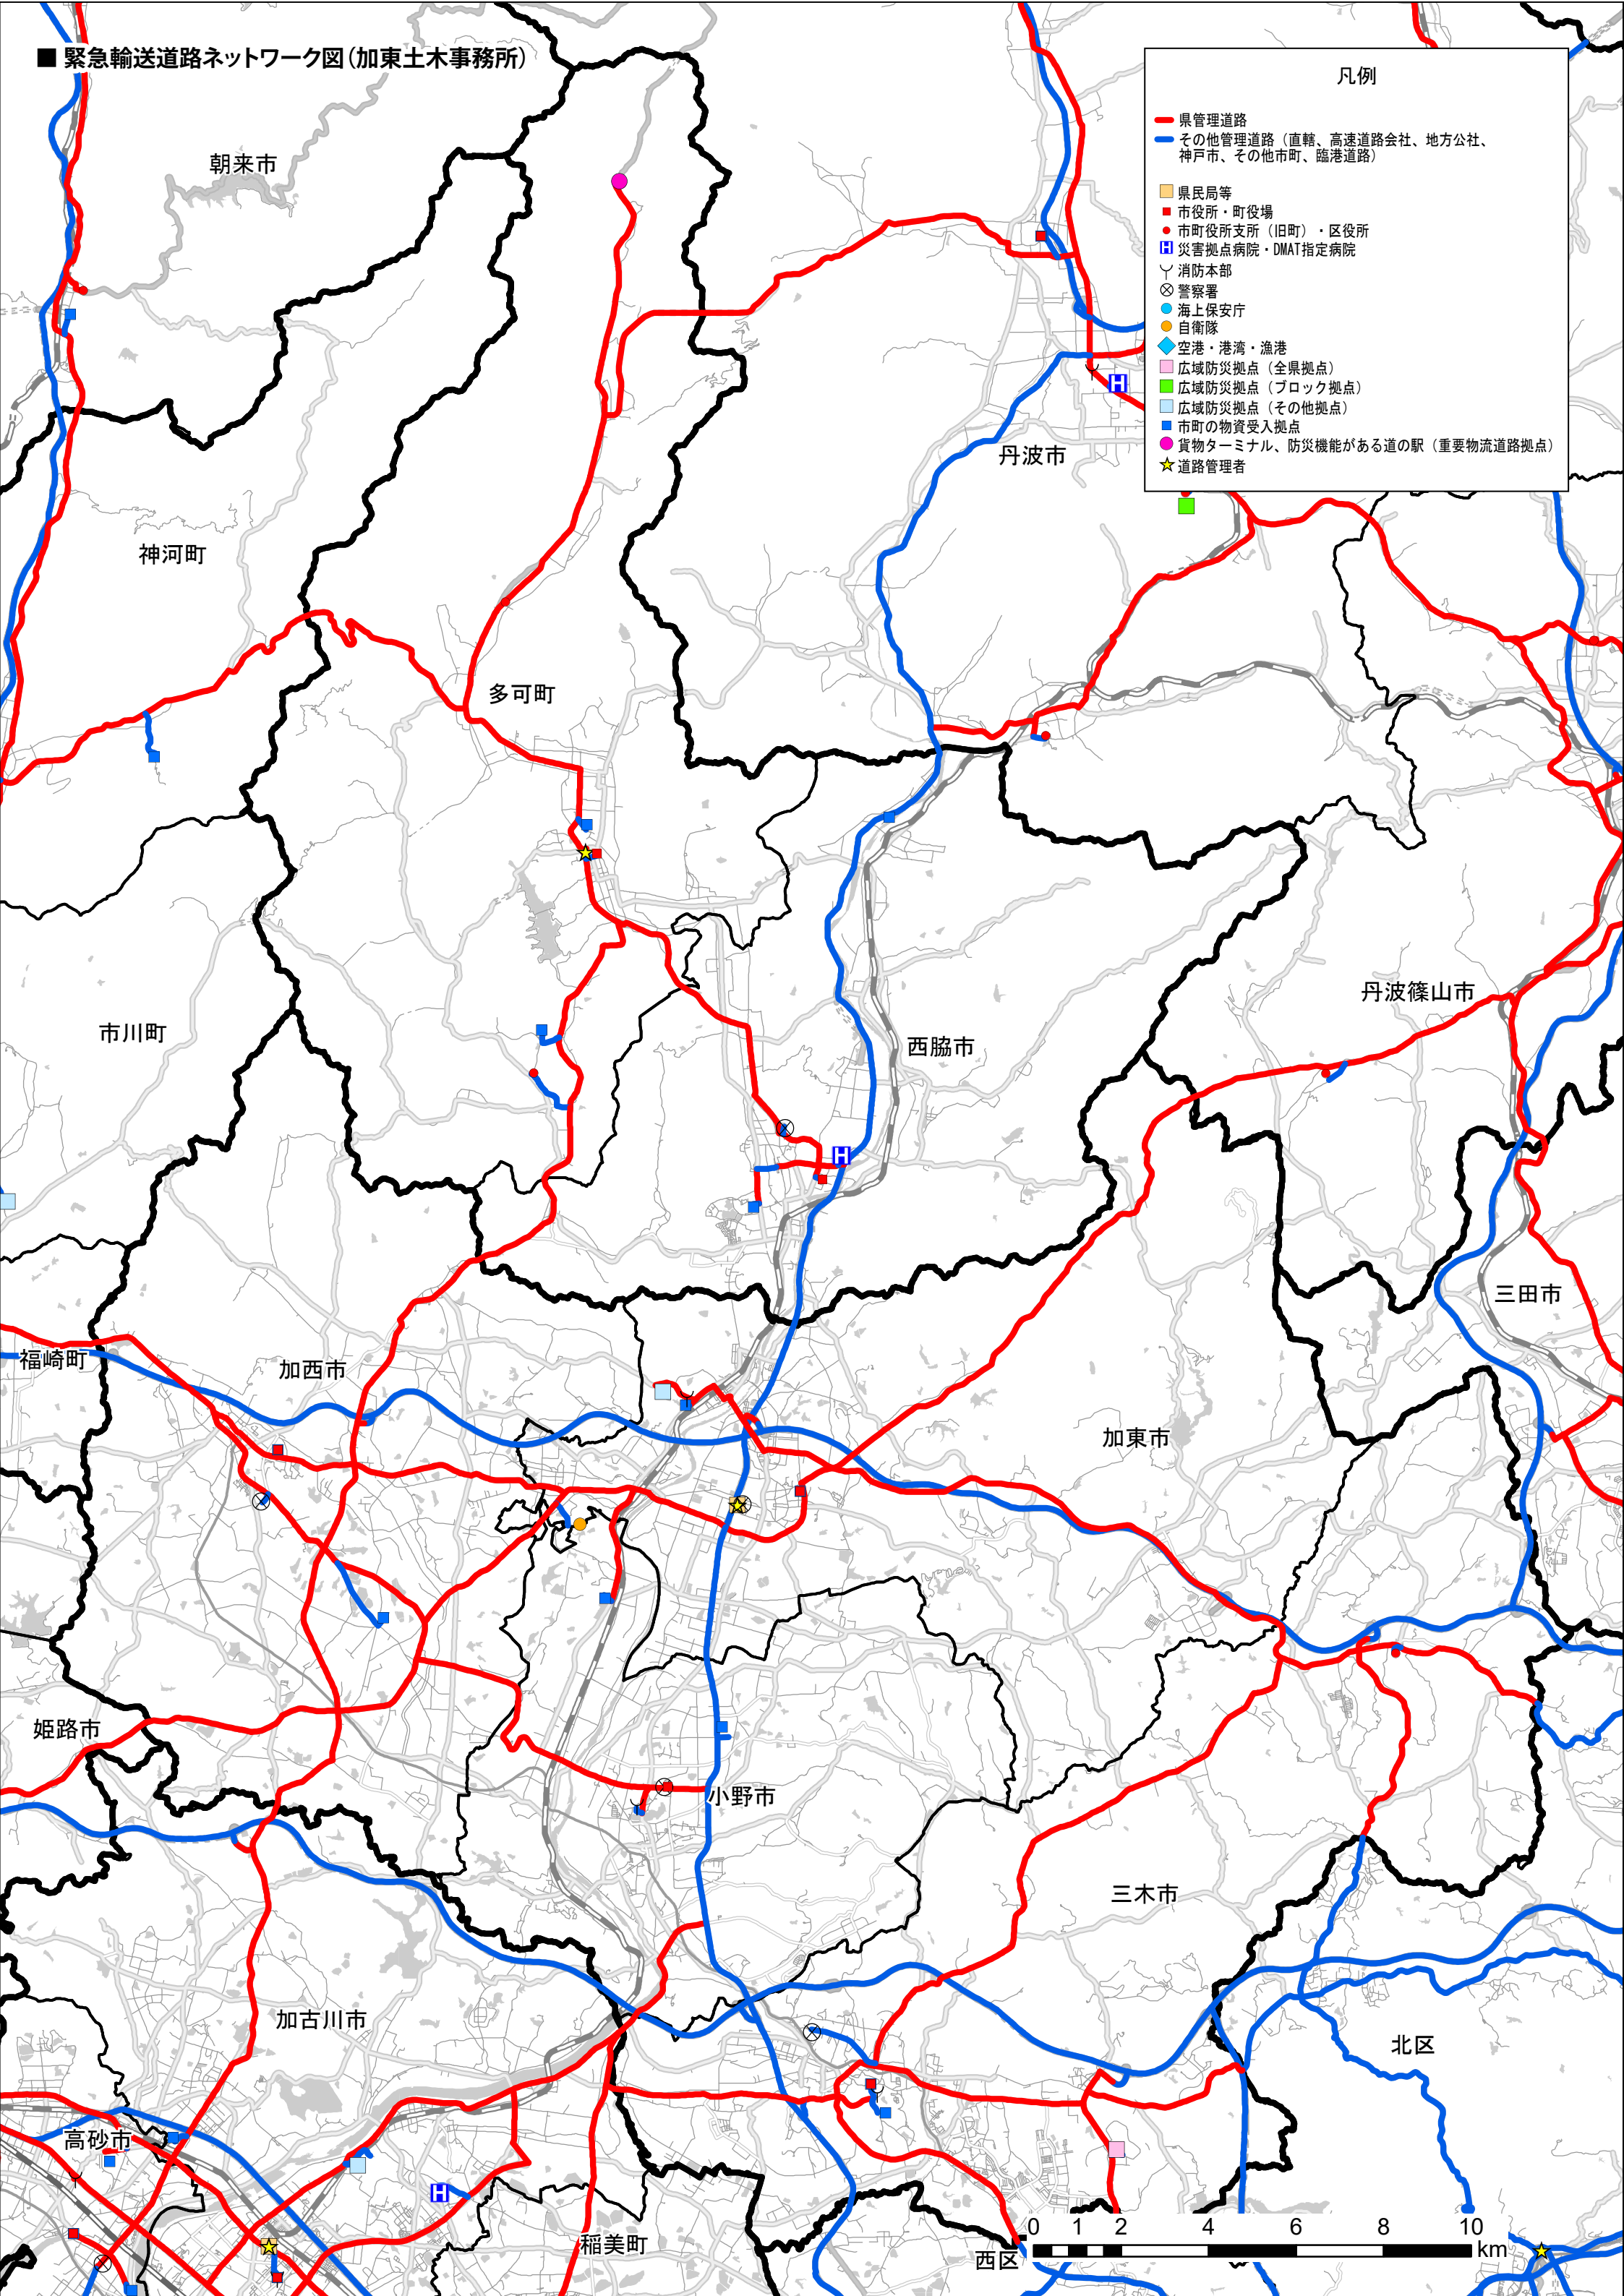 ■ 緊急輸送道路ネットワーク図（加東土木事務所）
凡例
県管理道路
その他管理道路（直轄、高速道路会社、地方公社、
神戸市、その他市町、臨港道路）
県民局等
市役所・町役場
市町役所支所（旧町）・区役所
H 災害拠点病院・DMAT指定病院
消防本部
警察署
海上保安庁
自衛隊
空港・港湾・漁港
広域防災拠点（全県拠点）
広域防災拠点（ブロック拠点）
広域防災拠点（その他拠点）
市町の物資受入拠点
貨物ターミナル、防災機能がある道の駅（重要物流道路拠点）
道路管理者
朝来市
H
丹波市
神河町
多可町
丹波篠山市
市川町
西脇市
H
三田市
福崎町
加西市
加東市
姫路市
小野市
三木市
加古川市
北区
高砂市
H
稲美町
西区
0 1 2 4 6 8 10
km